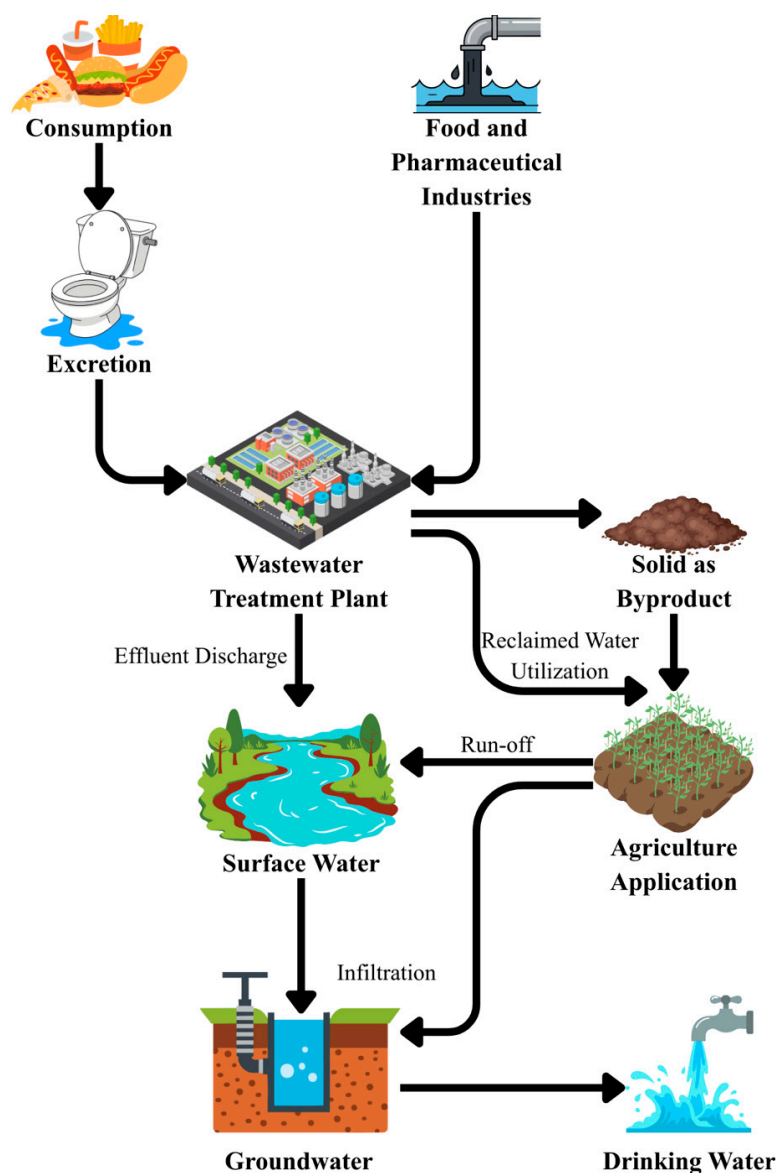 Consumption
Food and
Pharmaceutical
Industries
Excretion
Wastewater
Treatment Plant
Solid as
Byproduct
Effluent Discharge
Reclaimed Water
Utilization
Run-off
Surface Water
Agriculture
Application
Infiltration
Groundwater
Drinking Water